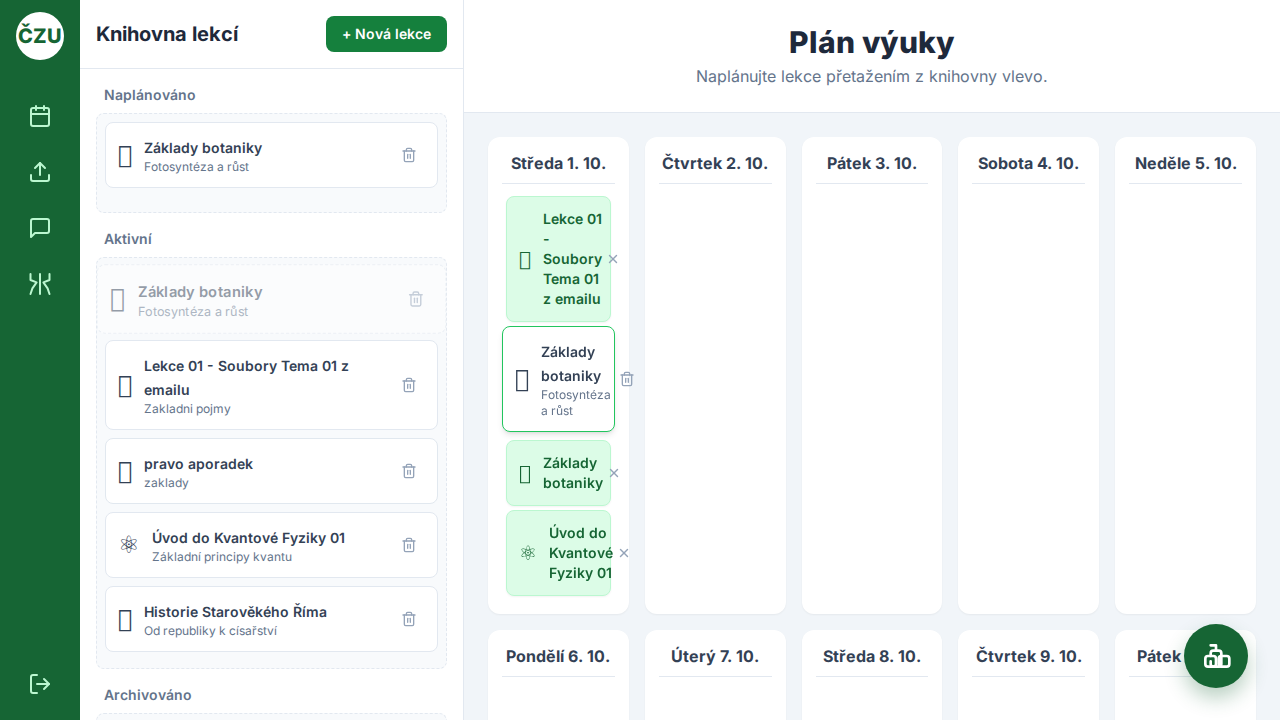 ČZU
Knihovna lekcí
+ Nová lekce
Naplánováno
Základy botaniky
Fotosyntéza a růst
Aktivní
Základy botaniky
Fotosyntéza a růst
Lekce 01 - Soubory Tema 01 z
emailu
Zakladni pojmy
pravo aporadek
zaklady
Úvod do Kvantové Fyziky 01
Základní principy kvantu
Historie Starověkého Říma
Od republiky k císařství
Archivováno
Plán výuky
Naplánujte lekce přetažením z knihovny vlevo.
Středa 1. 10.
Lekce 01
-
Soubory
Tema 01
z emailu
Základy
botaniky
Fotosyntéza
a růst
Základy
botaniky
Úvod do
Kvantové
Fyziky 01
Čtvrtek 2. 10.
Pátek 3. 10.
Sobota 4. 10.
Neděle 5. 10.
Pondělí 6. 10.
Úterý 7. 10.
Středa 8. 10.
Čtvrtek 9. 10.
Pátek